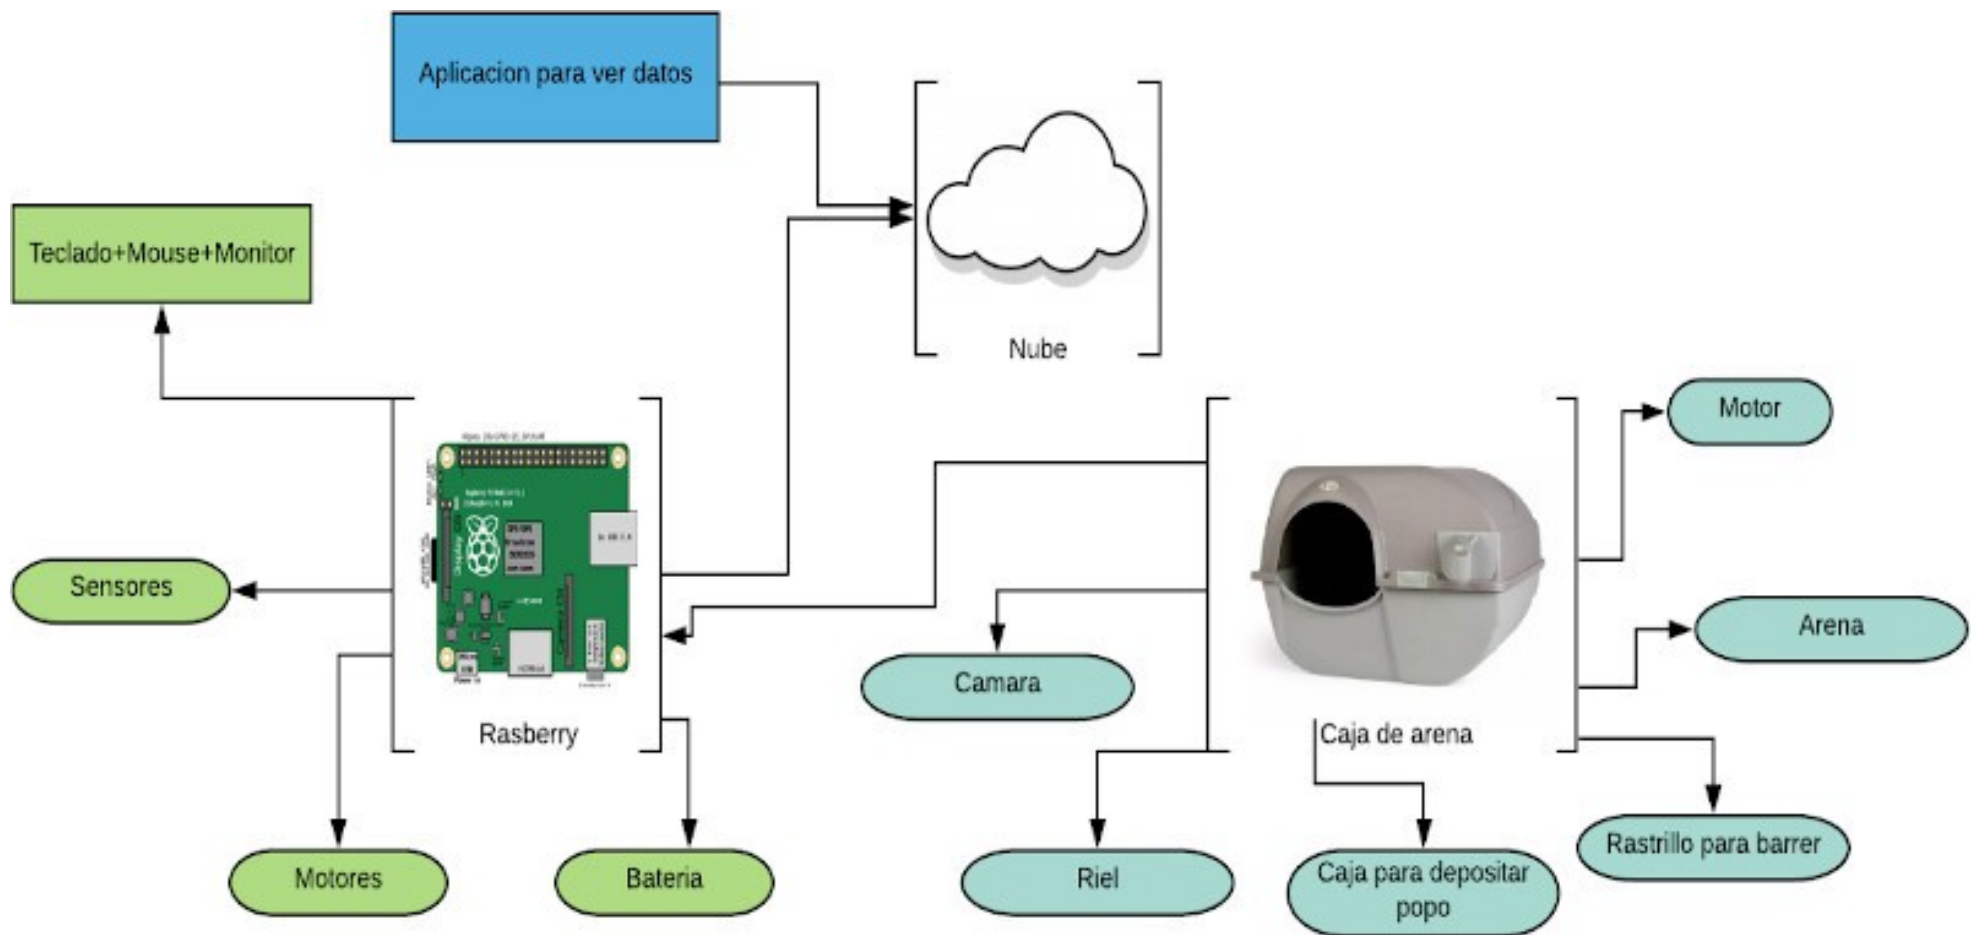 Aplicacion para ver datos
Teclado+Mouse+Monitor
Nube
Motor
Sensores
Arena
Camara
Rasberry
Caja de arena
Motores
Bateria
Riel
Caja para depositar
popo
Rastrillo para barrer